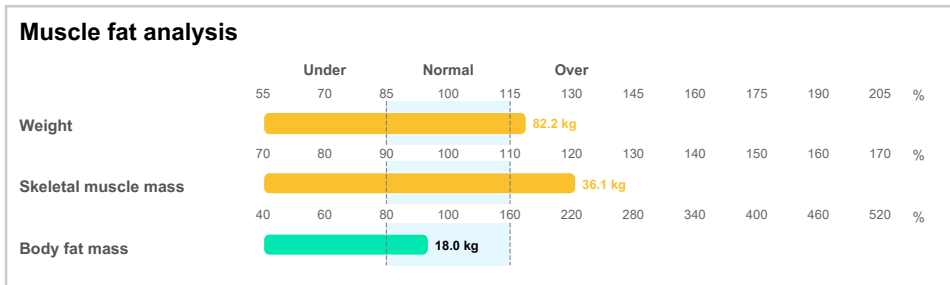 Muscle fat analysis
Under Normal Over
55 70 85 100 115 130 145 160 175 190 205 %
Weight 82.2 kg
70 80 90 100 110 120 130 140 150 160 170 %
Skeletal muscle mass 36.1 kg
40 60 80 100 160 220 280 340 400 460 520 %
Body fat mass 18.0 kg